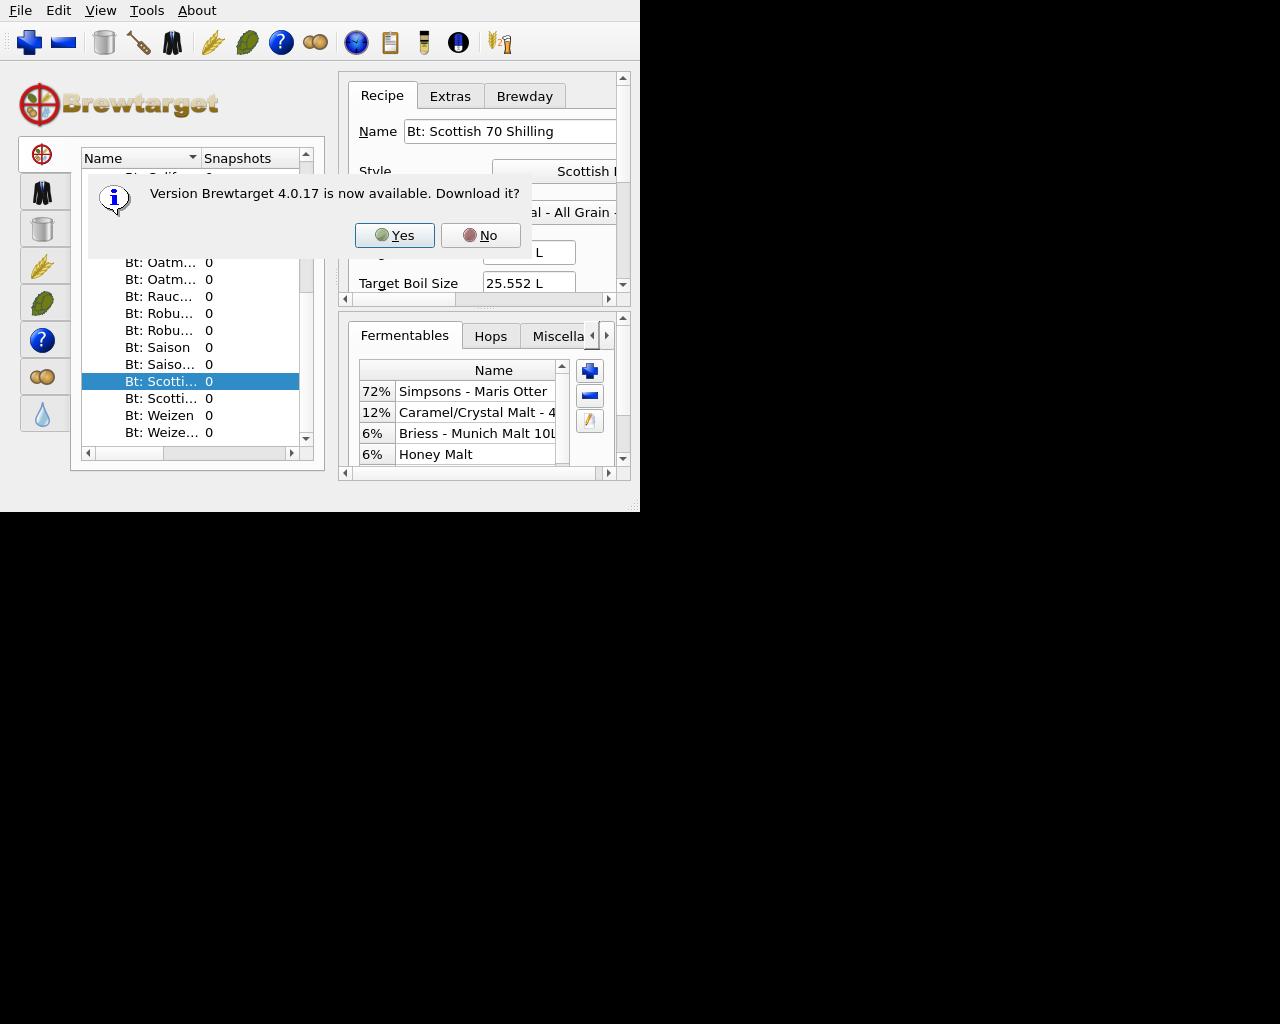 File Edit View Tools About
Brewtarget
Name Snapshots
Version Brewtarget 4.0.17 is now available. Download it?
Yes No
Bt: Oatm... 0
Bt: Oatm... 0
Bt: Rauc... 0
Bt: Robu... 0
Bt: Robu... 0
Bt: Saison 0
Bt: Saiso... 0
Bt: Scotti... 0
Bt: Scotti... 0
Bt: Weizen 0
Bt: Weize... 0
Recipe Extras Brewday
Name Bt: Scottish 70 Shilling
Style Scottish
al - All Grain -
L
Target Boil Size 25.552 L
Fermentables Hops Miscella
Name
72% Simpsons - Maris Otter
12% Caramel/Crystal Malt - 4
6% Briess - Munich Malt 10L
6% Honey Malt